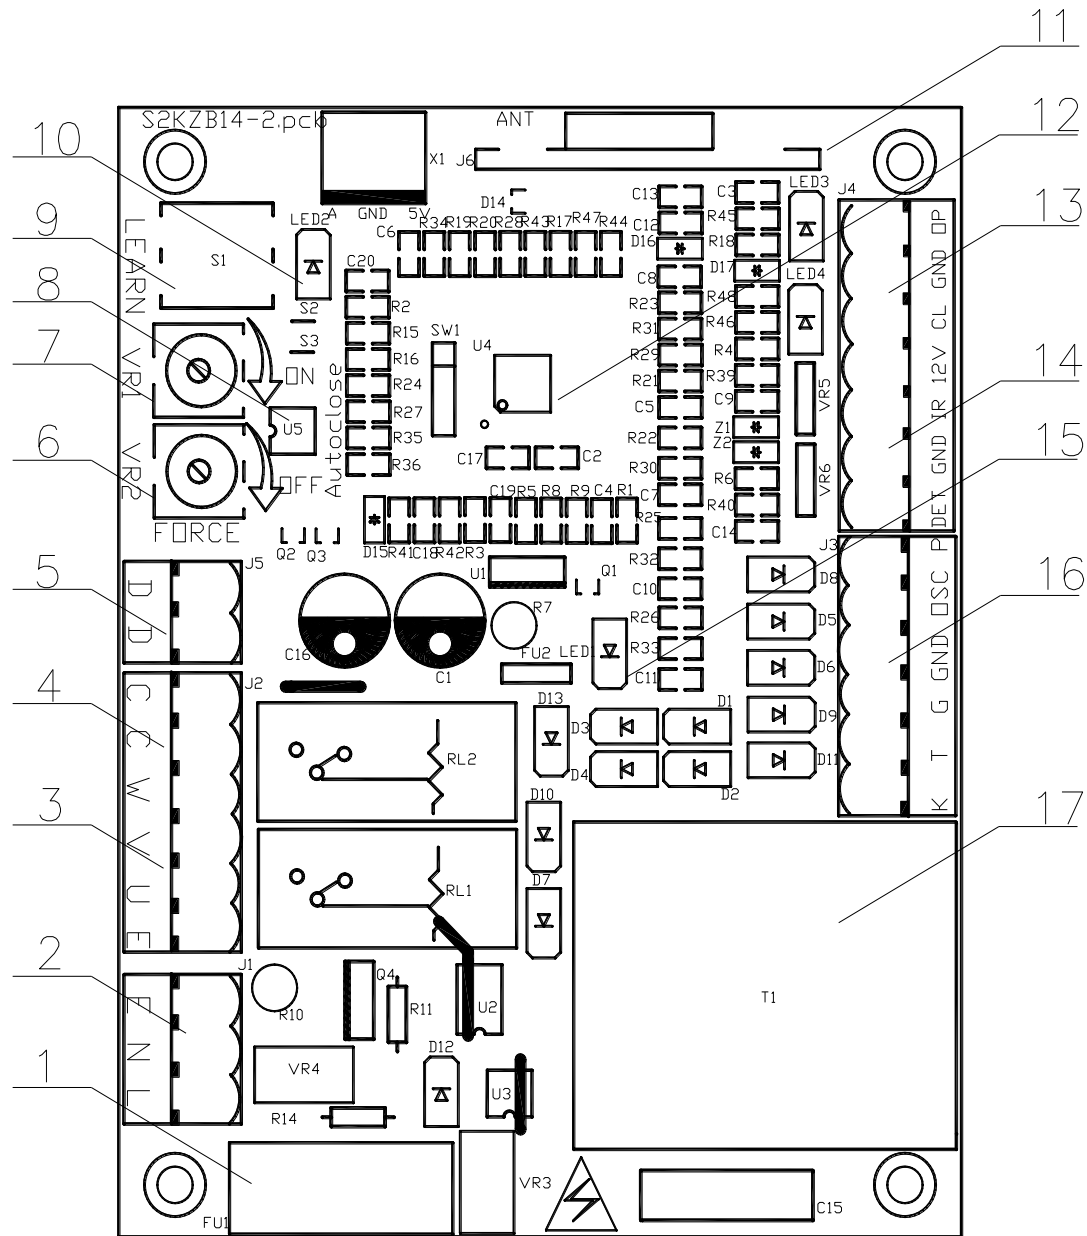 11
S2KZB14-2.pcb
ANT
10
12
X1
J6
A GND 5V
D14
C13
C3
LED3
J4
9
LEARN
S1
LED2
C6
R34 R19 R20 R28 R43 R17 R47 R44
C12
R45
13
D16
R18
8
C20
C8
D17
S2
R2
R23
R48
LED4
7
S3
R15
SW1
U4
R31
R46
VR1
R16
R29
R4
ON
R24
R21
R39
VR5
14
U5
R27
C5
C9
Autoclose
R35
R22
Z1
6
VR2
R36
C17
C2
R30
Z2
VR6
15
OFF
C7
R6
C19 R5 R8 R9 C4 R1
R40
FORCE
R25
C14
DET GND IR 12V CL GND OP
Q2 Q3
D15 R41 C18 R42 R3
J3
5
J5
U1
Q1
R32
D8
D D
C10
16
R7
R26
D5
C16
C1
FU2
LED1
R33
D6
4
J2
C11
D13
D3
D1
D9
RL2
D4
D2
D11
K T G GND OSC P
3
D10
17
C C W V U E
RL1
D7
2
J1
Q4
R10
R11
U2
T1
E N L
D12
1
VR4
U3
R14
VR3
FU1
C15